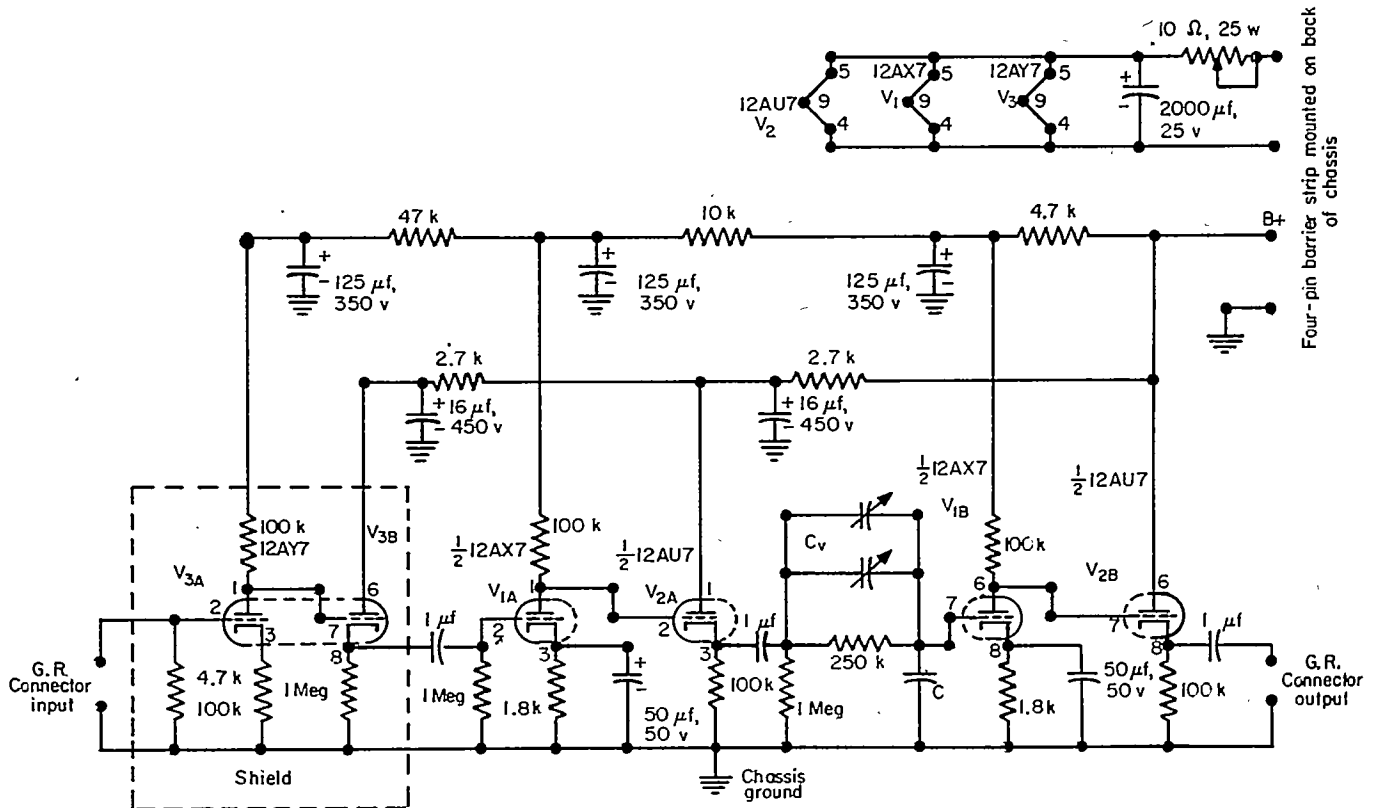 10 Ω, 25 w
12AU7
V2
5
9
4
12AX7
V1
5
9
4
12AY7
V3
5
9
4
+
-
2000 μf,
25 v
Four-pin barrier strip mounted on back
of chassis
47 k
10 k
4.7 k
B+
+
- 125 μf,
350 v
+
-
125 μf,
350 v
+
-
125 μf,
350 v
2.7 k
2.7 k
+ 16 μf,
- 450 v
+ 16 μf,
- 450 v
100 k
12AY7
V3B
1/2 12AX7
100 k
1/2 12AU7
Cv
1/2 12AX7
V1B
100k
1/2 12AU7
V3A
1
2
3
6
7
8
1 μf
V1A
1
2
3
V2A
1
2
3
1 μf
250 k
6
7
8
V2B
6
7
8
1 μf
G. R.
Connector
input
4.7 k
100k
1 Meg
1 Meg
1.8k
+
-
50 μf,
50 v
100k
1 Meg
C
1.8k
50 μf,
50 v
100k
G. R.
Connector
output
Shield
Chassis
ground